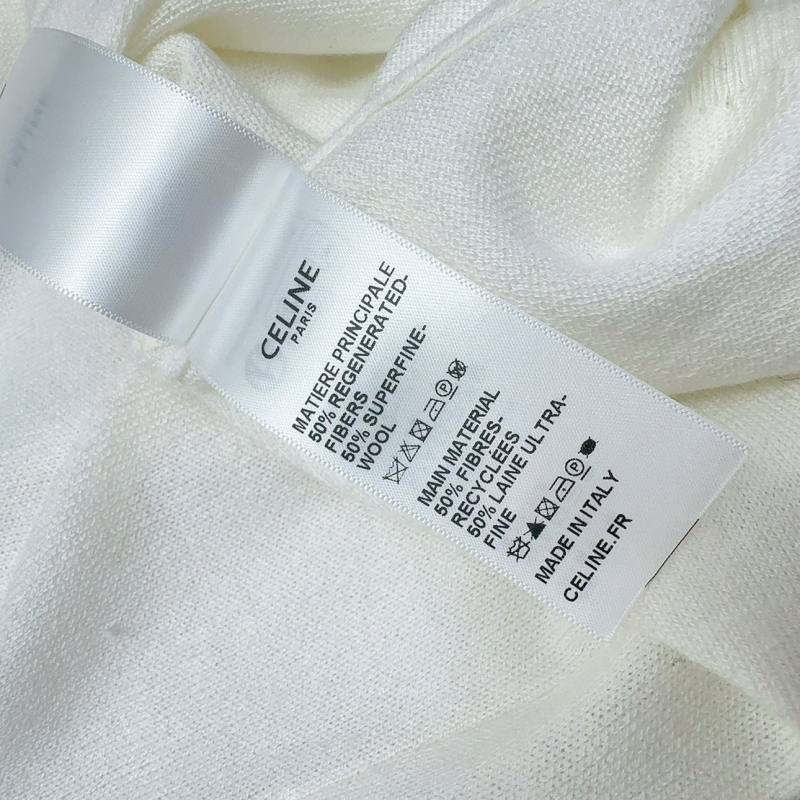 CELINE
PARIS
MATIERE PRINCIPALE
50% REGENERATED-
FIBERS
50% SUPERFINE-
WOOL
MAIN MATERIAL
50% FIBRES-
RECYCLÉES
50% LAINE ULTRA-
FINE
MADE IN ITALY
CELINE.FR